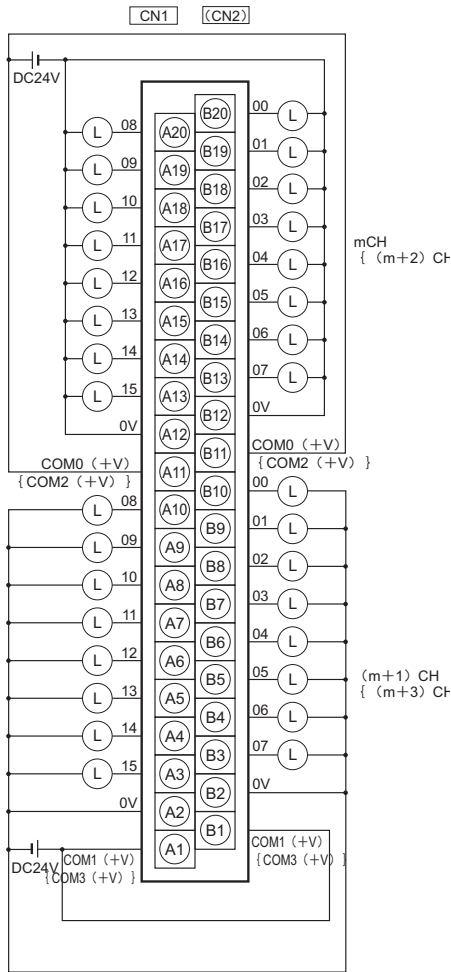 CN1 (CN2)
DC24V
L 08 A20 B20 00 L
L 09 A19 B19 01 L
L 10 A18 B18 02 L
L 11 A17 B17 03 L
L 12 A16 B16 04 L
L 13 A15 B15 05 L
L 14 A14 B14 06 L
L 15 A13 B13 07 L
0V A12 B12 0V
mCH
{ (m+2) CH
COM0 (+V) A11 B11 COM0 (+V)
{COM2 (+V) } {COM2 (+V) }
L 08 A10 B10 00 L
L 09 A9 B9 01 L
L 10 A8 B8 02 L
L 11 A7 B7 03 L
L 12 A6 B6 04 L
L 13 A5 B5 05 L
L 14 A4 B4 06 L
L 15 A3 B3 07 L
0V A2 B2 0V
(m+1) CH
{ (m+3) CH
DC24V
COM1 (+V) A1 B1 COM1 (+V)
{COM3 (+V) } {COM3 (+V) }